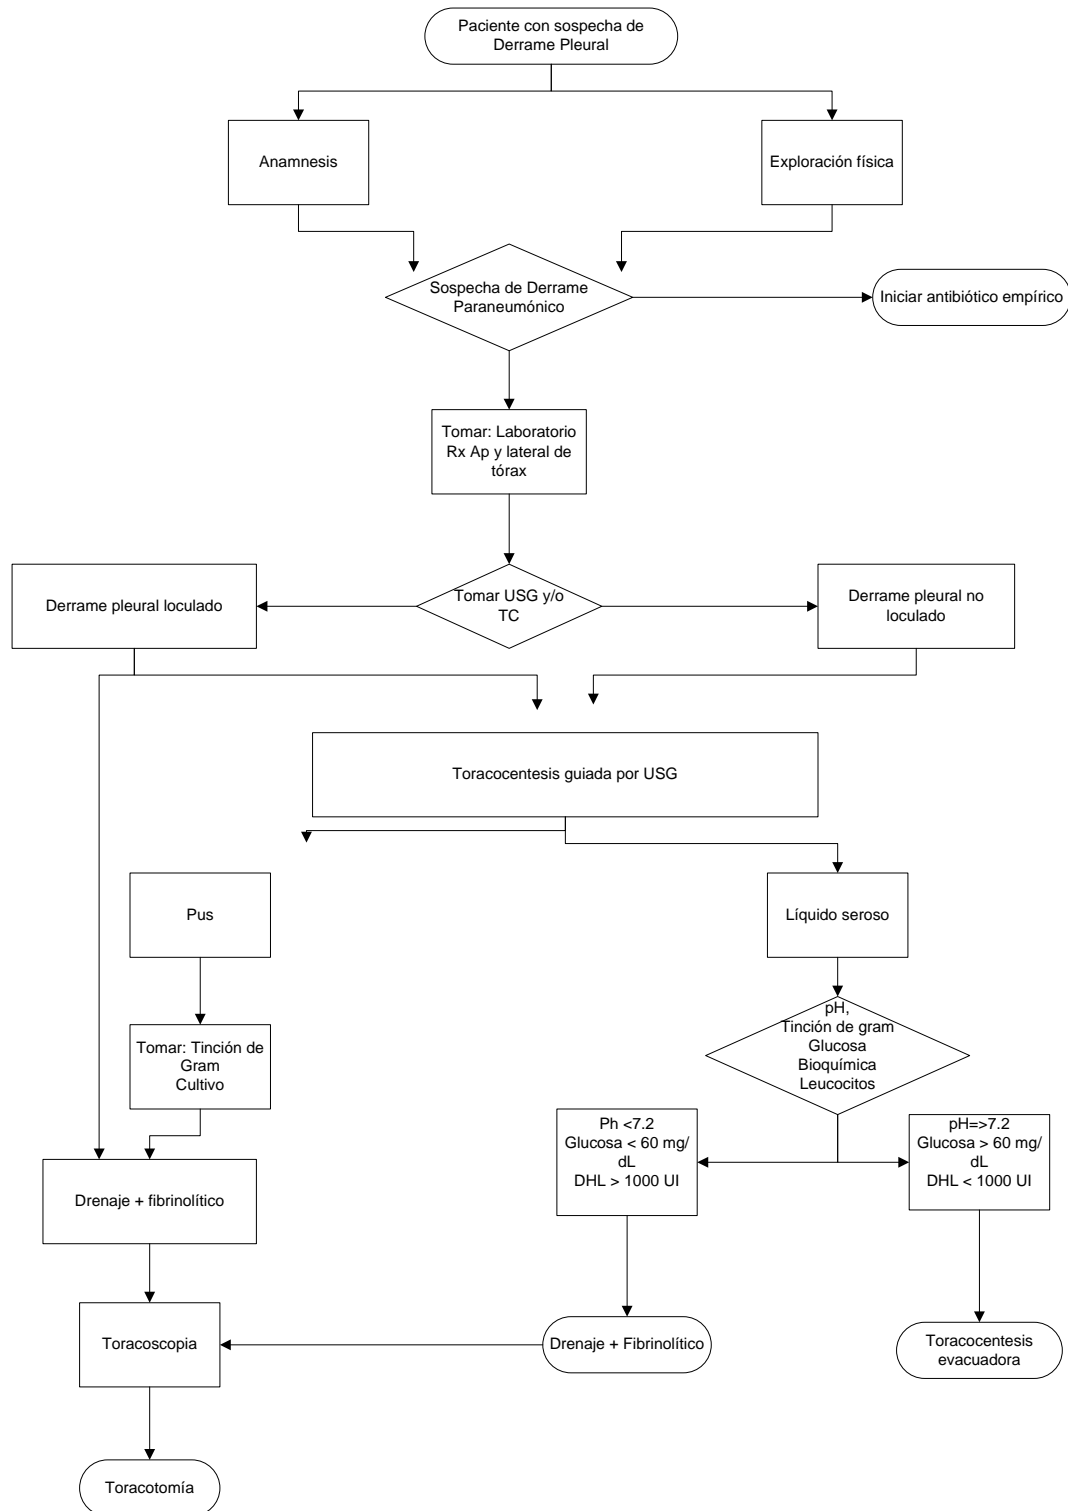 Paciente con sospecha de
Derrame Pleural
Anamnesis
Exploración física
Sospecha de Derrame
Paraneumónico
Iniciar antibiótico empírico
Tomar: Laboratorio
Rx Ap y lateral de
tórax
Derrame pleural loculado
Tomar USG y/o
TC
Derrame pleural no
loculado
Toracocentesis guiada por USG
Pus
Líquido seroso
Tomar: Tinción de
Gram
Cultivo
pH,
Tinción de gram
Glucosa
Bioquímica
Leucocitos
Ph <7.2
Glucosa < 60 mg/
dL
DHL > 1000 UI
pH=>7.2
Glucosa > 60 mg/
dL
DHL < 1000 UI
Drenaje + fibrinolítico
Toracoscopia
Drenaje + Fibrinolítico
Toracocentesis
evacuadora
Toracotomía